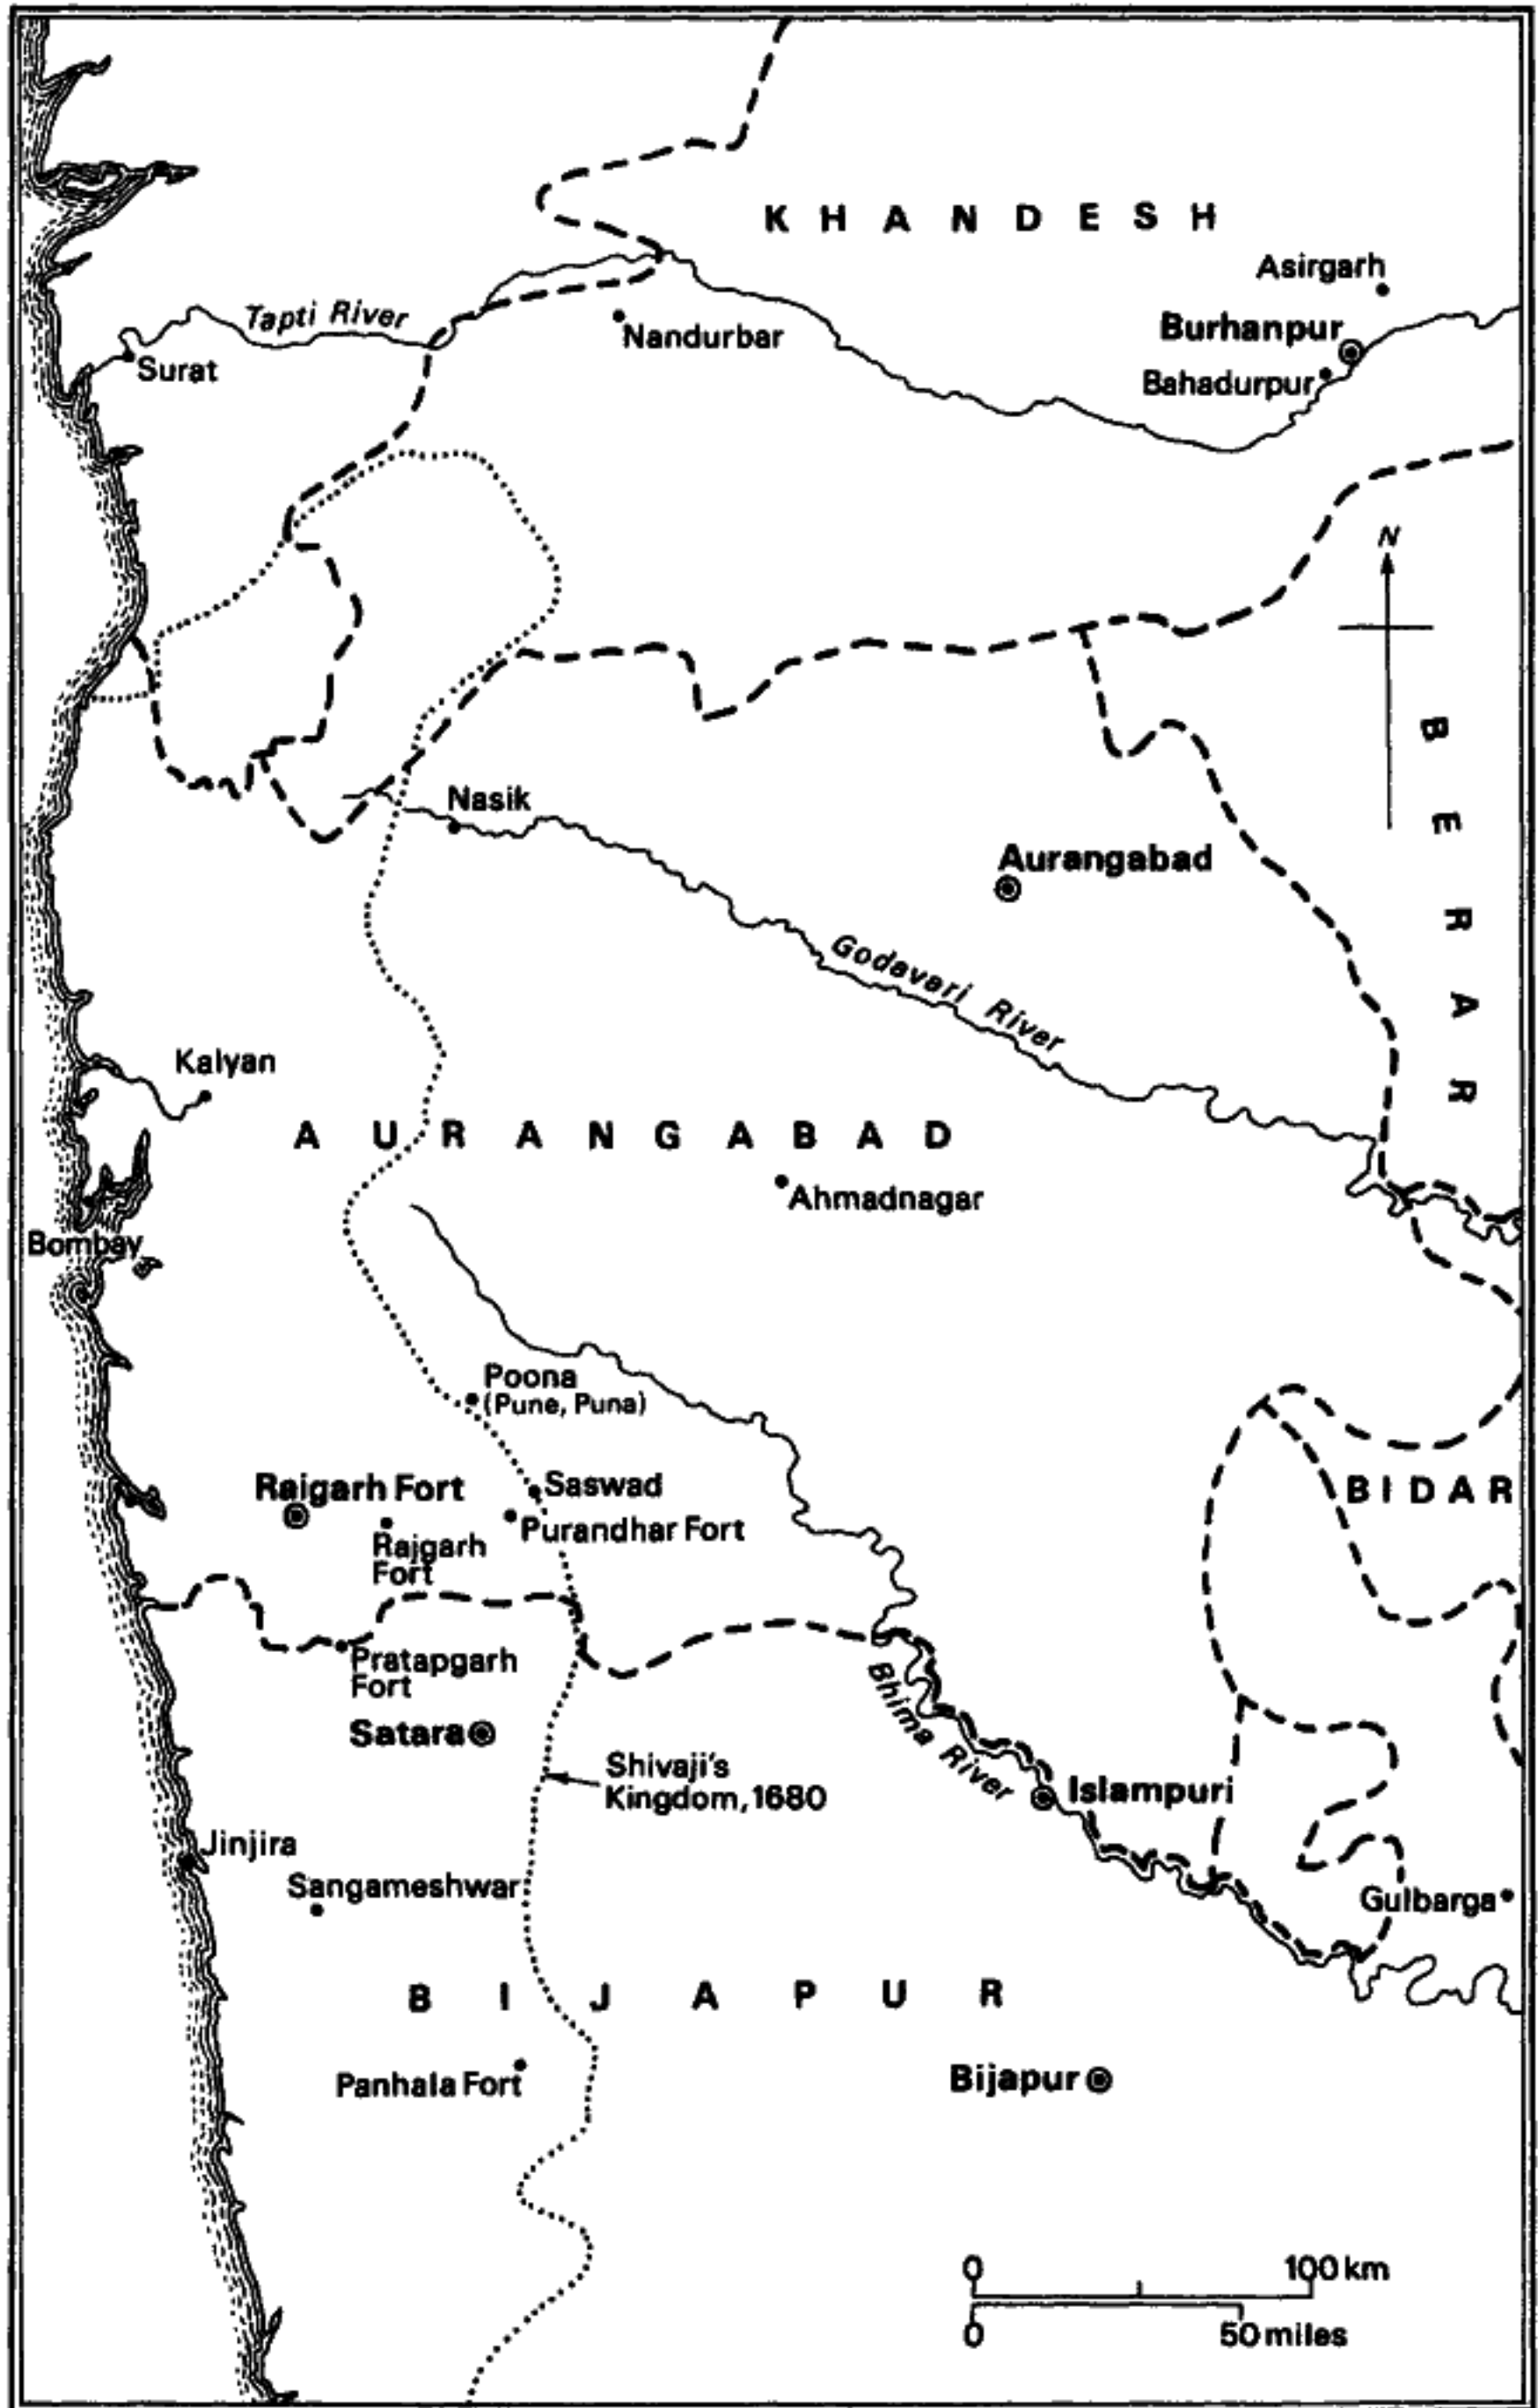 KHANDESH
Asirgarh
Tapti River
Burhanpur
Nandurbar
Surat
Bahadurpur
N
BERAR
Nasik
Aurangabad
Godavari River
Kalyan
AURANGABAD
Ahmadnagar
Bombay
Poona
(Pune, Puna)
Raigarh Fort
Saswad
BIDAR
Purandhar Fort
Rajgarh
Fort
Pratapgarh
Fort
Bhima River
Satara
Shivaji's
Kingdom, 1680
Islampuri
Jinjira
Sangameshwar
Gulbarga
BIJAPUR
Panhala Fort
Bijapur
0 100 km
0 50 miles